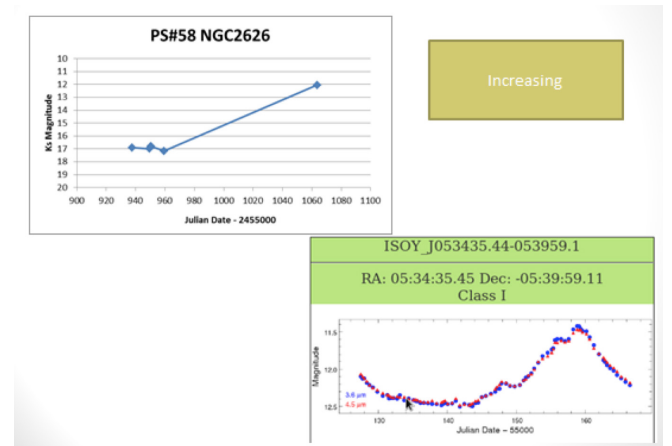 PS#58 NGC2626
10
11
12
13
14
15
16
17
18
19
20
Ks Magnitude
900 920 940 960 980 1000 1020 1040 1060 1080 1100
Julian Date - 2455000
Increasing
ISOY_J053435.44-053959.1
RA: 05:34:35.45 Dec: -05:39:59.11
Class I
11.5
12.0
12.5
Magnitude
3.6 μm
4.5 μm
130 140 150 160
Julian Date - 55000